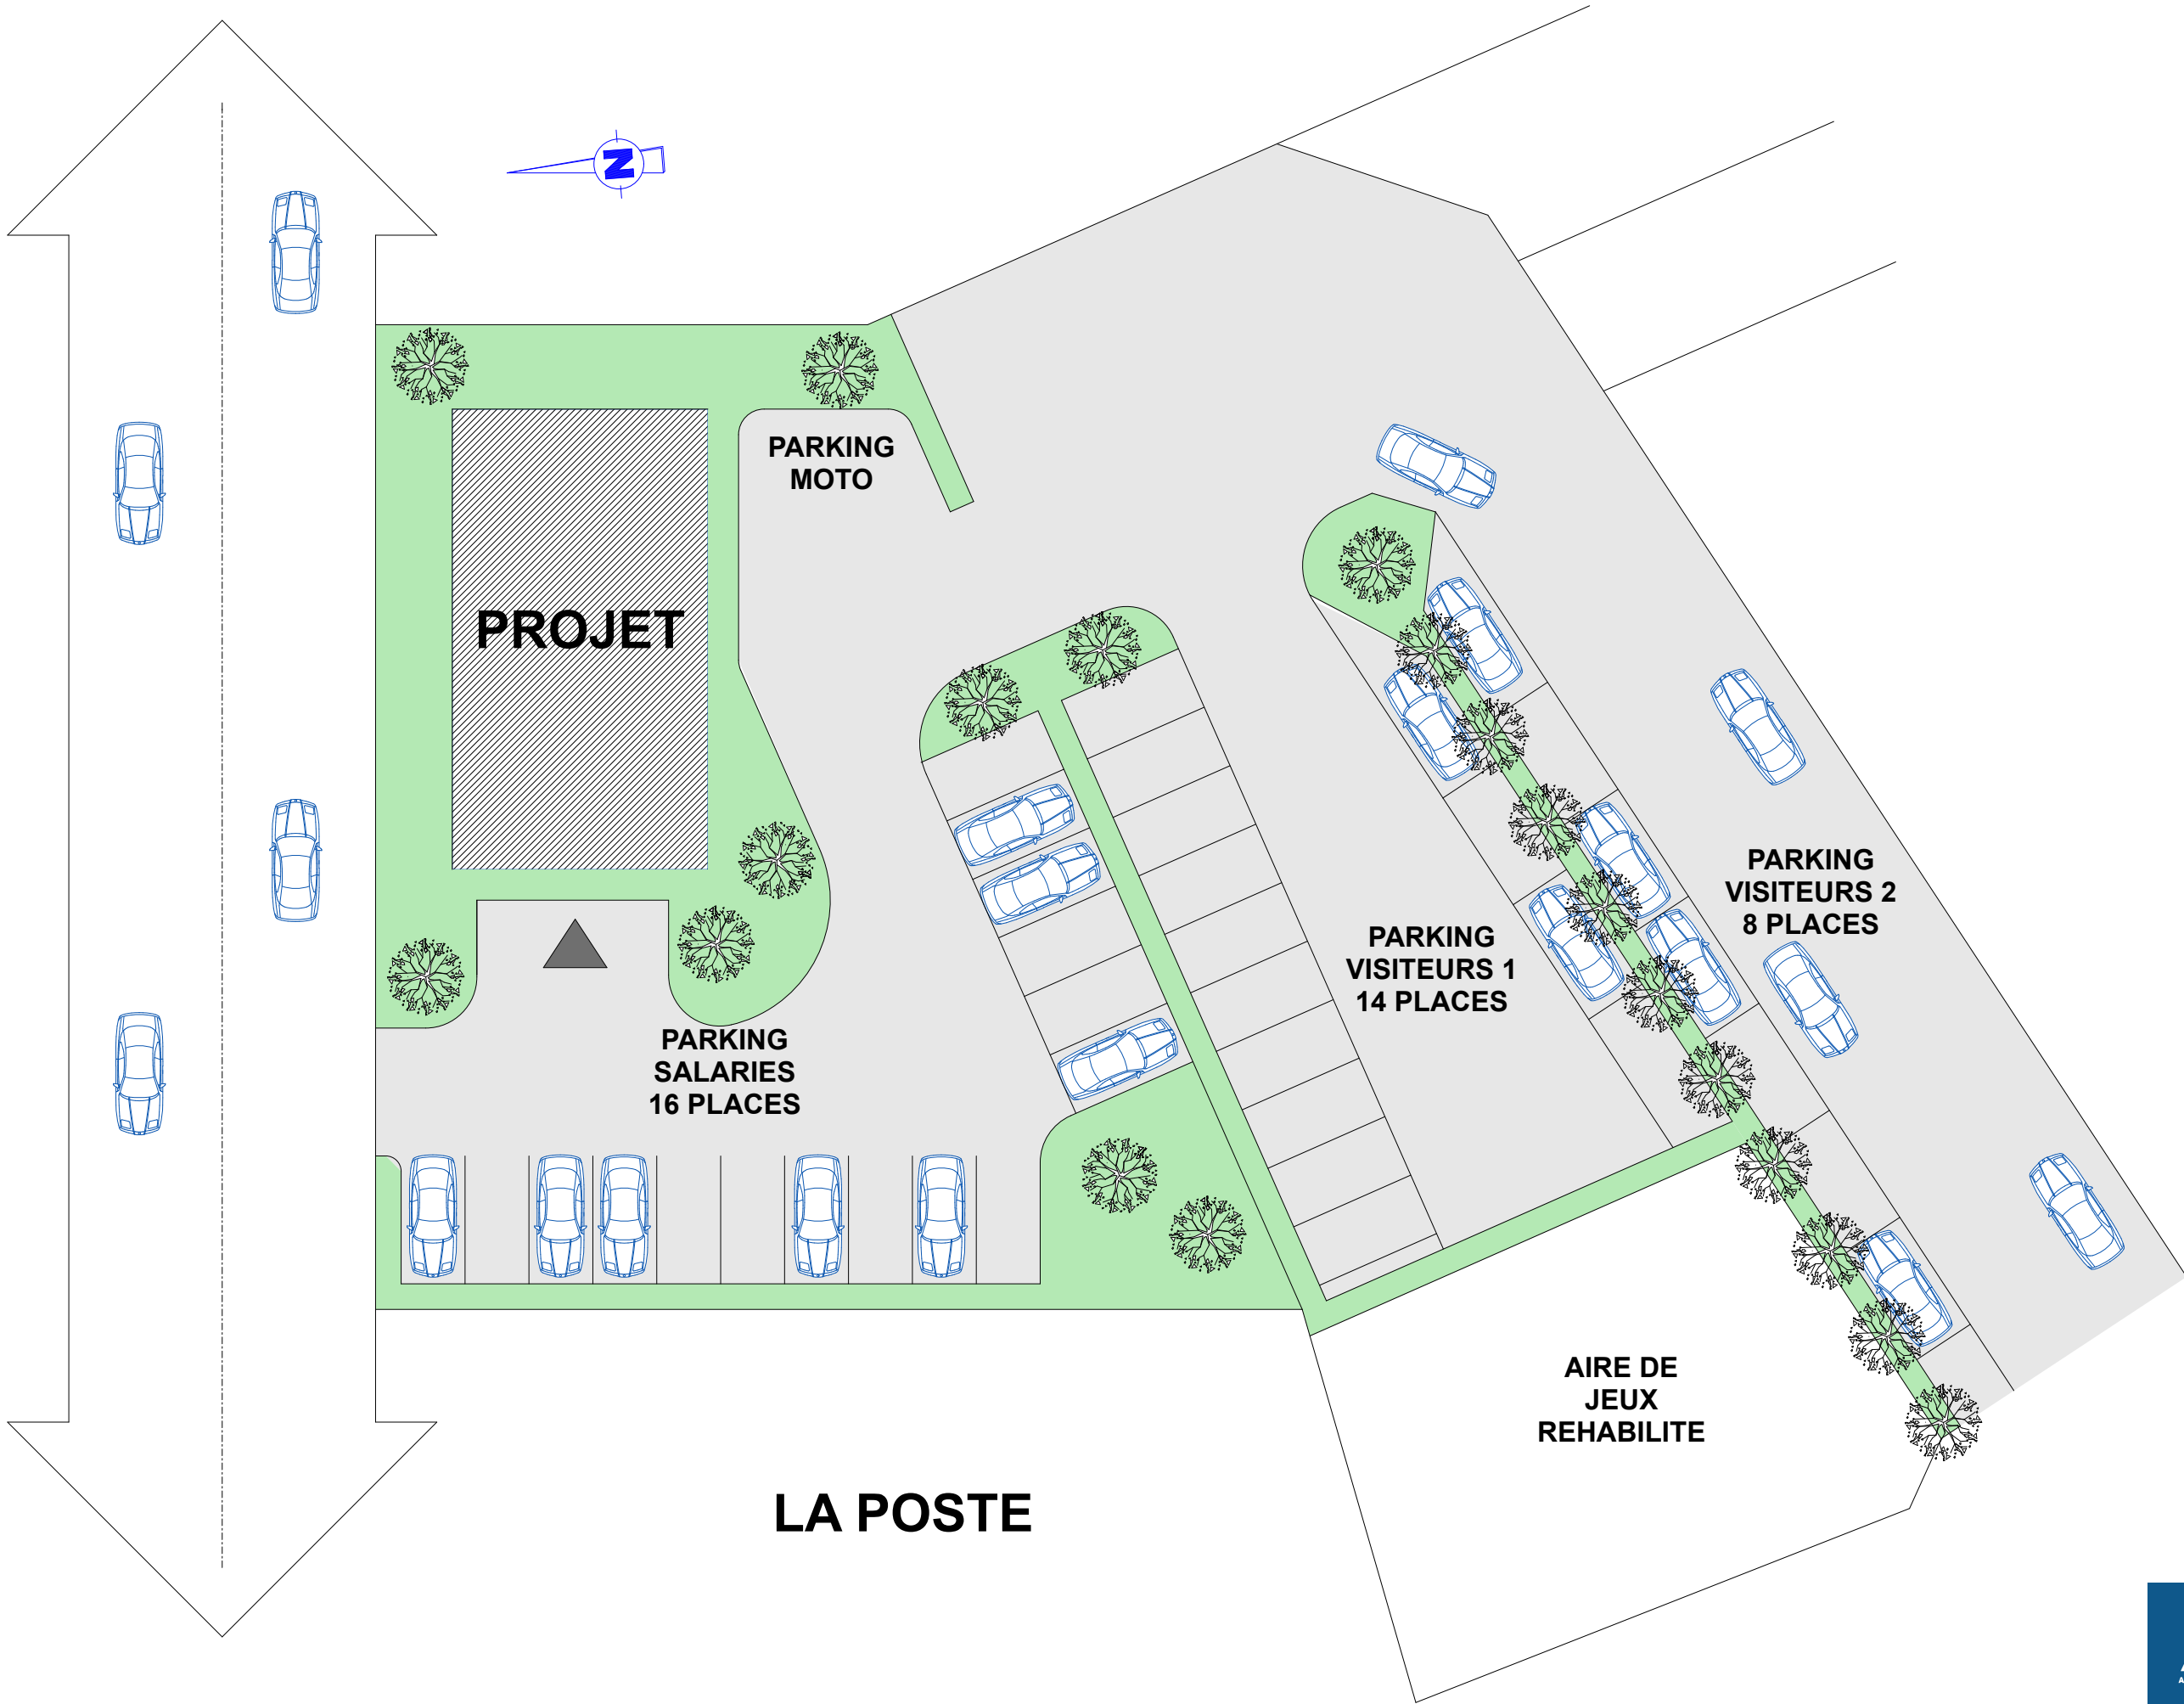 N
PARKING
MOTO
PROJET
PARKING
VISITEURS 2
8 PLACES
PARKING
VISITEURS 1
14 PLACES
PARKING
SALARIES
16 PLACES
AIRE DE
JEUX
REHABILITE
LA POSTE